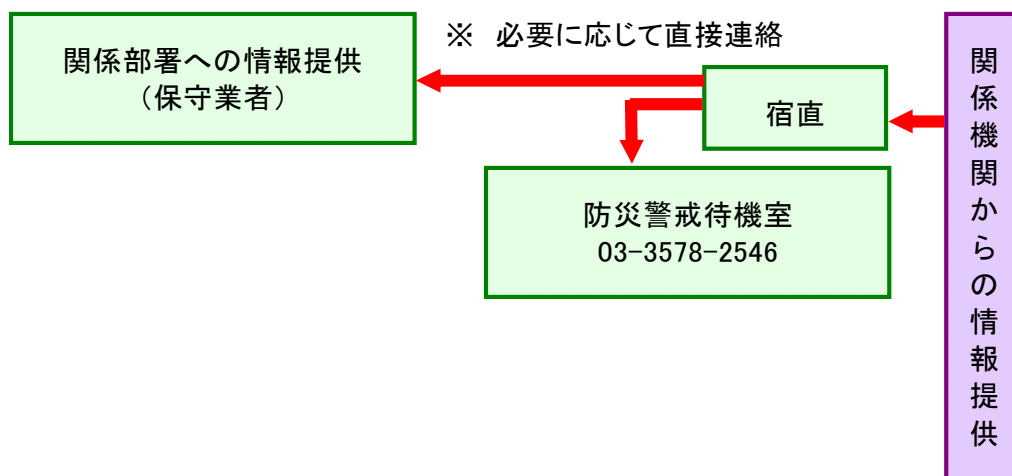 ※ 必要に応じて直接連絡
関係部署への情報提供
（保守業者）
宿直
防災警戒待機室
03-3578-2546
関係機関からの情報提供